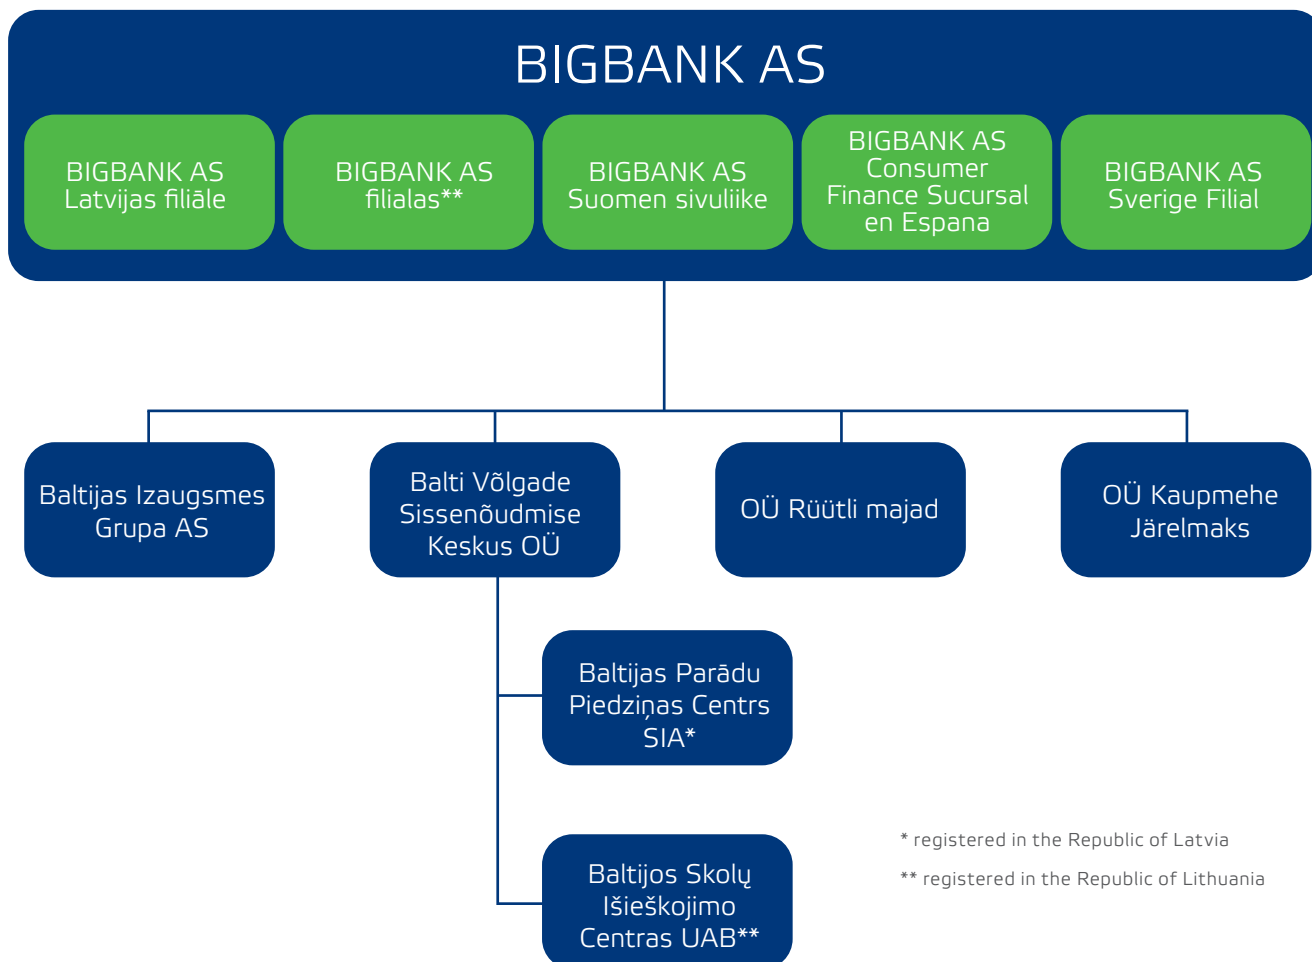 BIGBANK AS
BIGBANK AS
Latvijas filiāle
BIGBANK AS
filialas**
BIGBANK AS
Suomen sivuliike
BIGBANK AS
Consumer
Finance Sucursal
en Espana
BIGBANK AS
Sverige Filial
Baltijas Izaugsmes
Grupa AS
Balti Võlgade
Sissenõudmise
Keskus OÜ
OÜ Rüütli majad
OÜ Kaupmehe
Järelmaks
Baltijas Parādu
Piedziņas Centrs
SIA*
Baltijos Skolų
Išieškojimo
Centras UAB**
* registered in the Republic of Latvia
** registered in the Republic of Lithuania